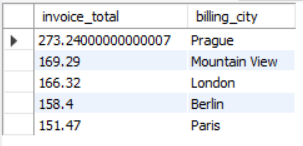 invoice_total billing_city
273.24000000000007 Prague
169.29 Mountain View
166.32 London
158.4 Berlin
151.47 Paris